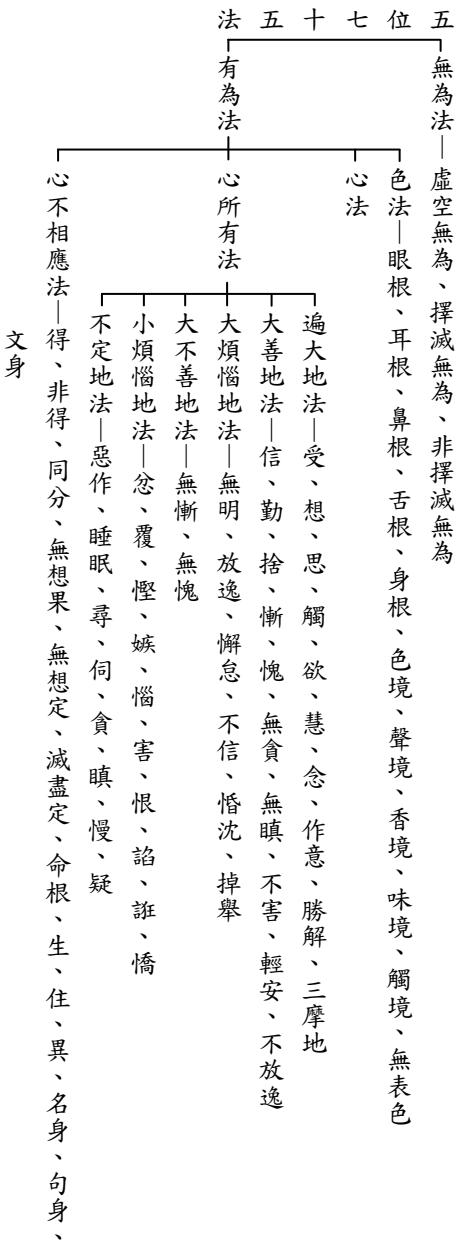 五位七十五法
無為法—虛空無為、擇滅無為、非擇滅無為
有為法
色法—眼根、耳根、鼻根、舌根、身根、色境、聲境、香境、味境、觸境、無表色
心法
心所有法
遍大地法—受、想、思、觸、欲、慧、念、作意、勝解、三摩地
大善地法—信、勤、捨、慚、愧、無貪、無瞋、不害、輕安、不放逸
大煩惱地法—無明、放逸、懈怠、不信、惛沈、掉舉
大不善地法—無慚、無愧
小煩惱地法—忿、覆、慳、嫉、惱、害、恨、諂、誑、憍
不定地法—惡作、睡眠、尋、伺、貪、瞋、慢、疑
心不相應法—得、非得、同分、無想果、無想定、滅盡定、命根、生、住、異、名身、句身、
文身